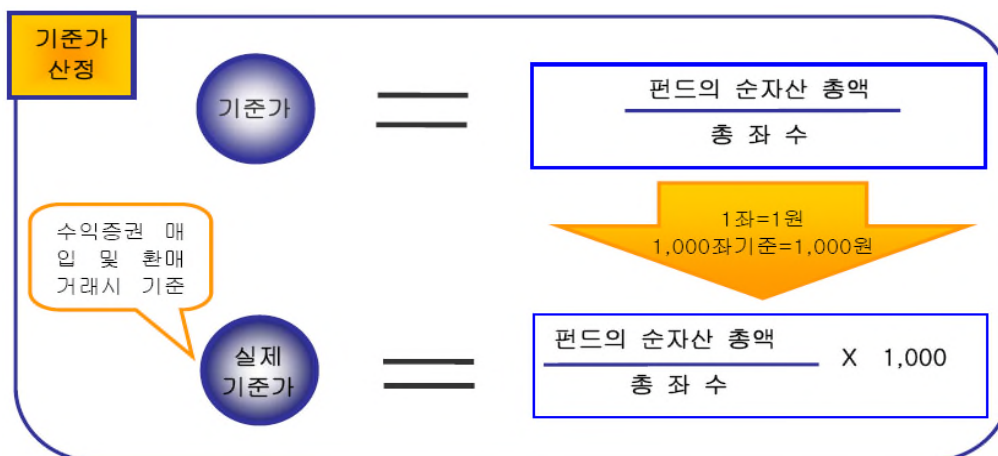 기준가
산정
기준가
펀드의 순자산 총액
총 좌 수
1좌=1원
1,000좌기준=1,000원
수익증권 매
입 및 환매
거래시 기준
실제
기준가
펀드의 순자산 총액
총 좌 수
X 1,000